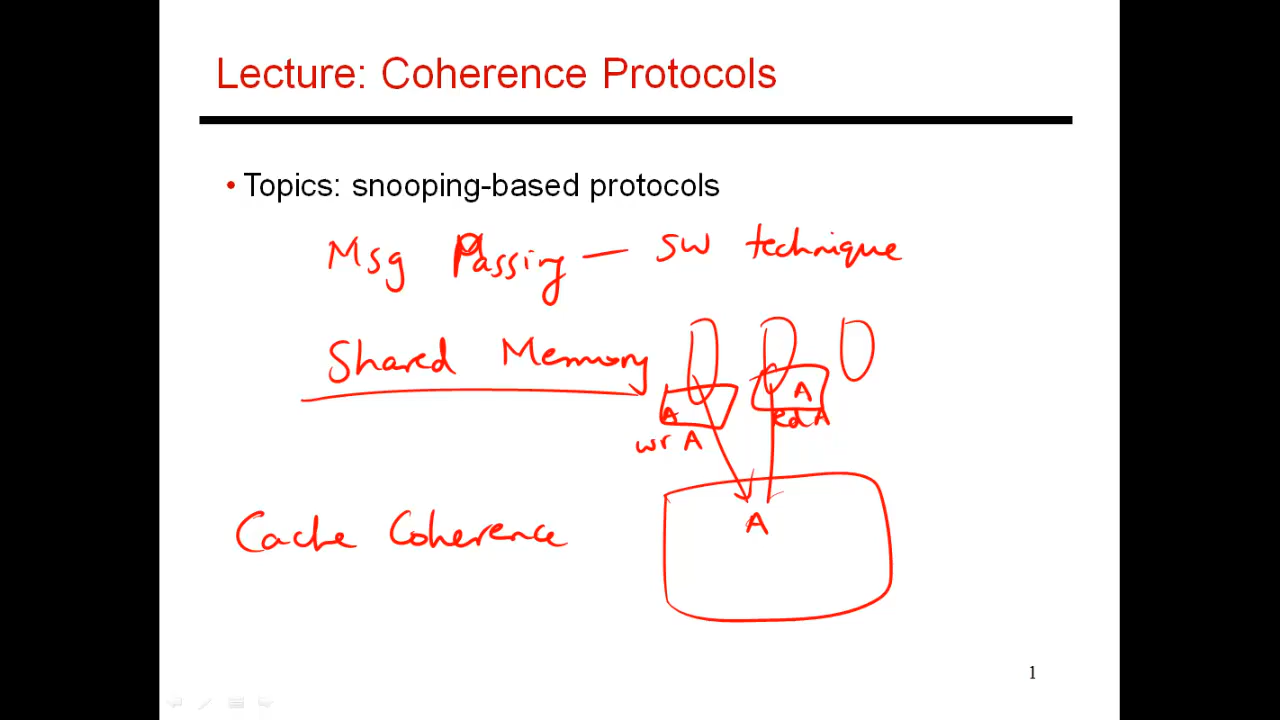 Lecture: Coherence Protocols
• Topics: snooping-based protocols
Msg Passing — SW technique
Shared Memory
A
A
wr A
Rd A
A
Cache Coherence
1